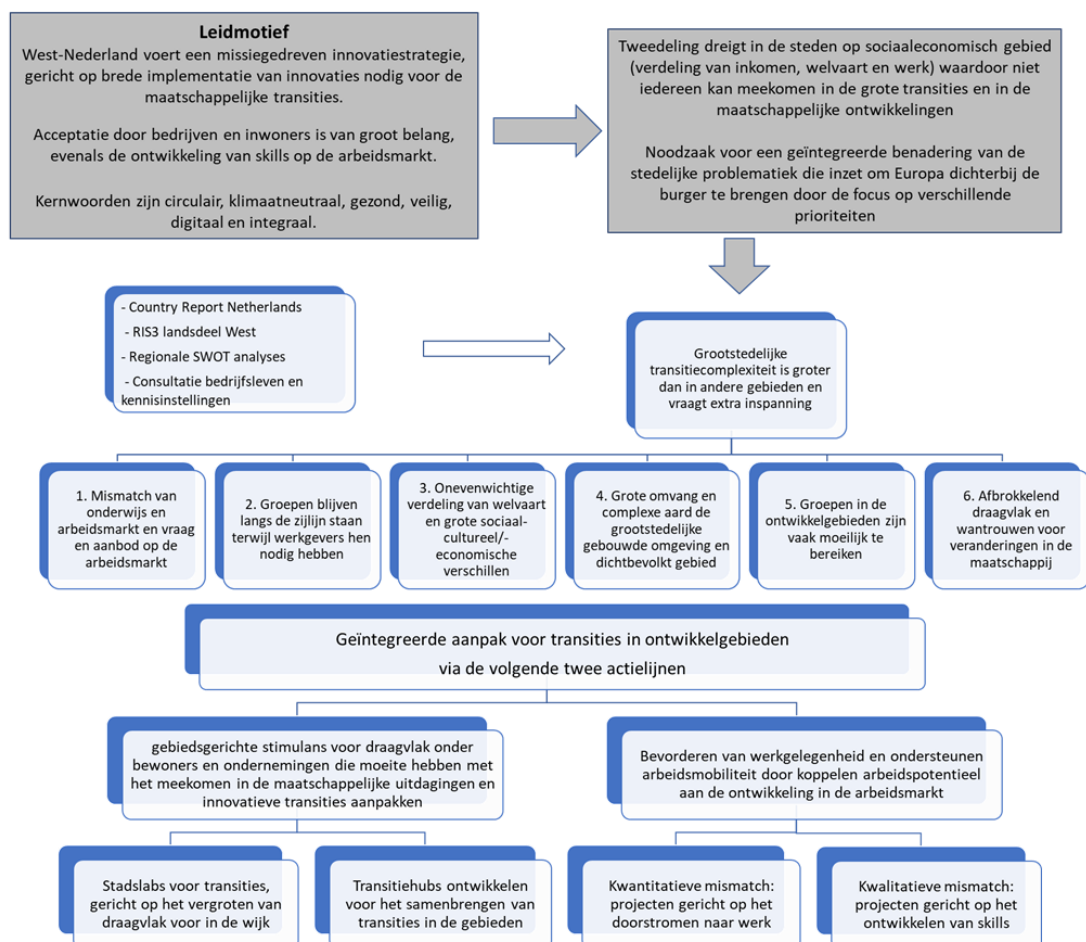 Leidmotief
West-Nederland voert een missiegedreven innovatiestrategie,
gericht op brede implementatie van innovaties nodig voor de
maatschappelijke transities.
Acceptatie door bedrijven en inwoners is van groot belang,
evenals de ontwikkeling van skills op de arbeidsmarkt.
Kernwoorden zijn circulair, klimaatneutraal, gezond, veilig,
digitaal en integraal.
Tweedeling dreigt in de steden op sociaaleconomisch gebied
(verdeling van inkomen, welvaart en werk) waardoor niet
iedereen kan meekomen in de grote transities en in de
maatschappelijke ontwikkelingen
Noodzaak voor een geïntegreerde benadering van de
stedelijke problematiek die inzet om Europa dichterbij de
burger te brengen door de focus op verschillende
prioriteiten
- Country Report Netherlands
- RIS3 landsdeel West
- Regionale SWOT analyses
- Consultatie bedrijfsleven en
kennisinstellingen
Grootstedelijke
transitiecomplexiteit is groter
dan in andere gebieden en
vraagt extra inspanning
1. Mismatch van
onderwijs en
arbeidsmarkt en vraag
en aanbod op de
arbeidsmarkt
2. Groepen blijven
langs de zijlijn staan
terwijl werkgevers hen
nodig hebben
3. Onevenwichtige
verdeling van welvaart
en grote sociaal-
cultureel/-
economische
verschillen
4. Grote omvang en
complexe aard de
grootstedelijke
gebouwde omgeving en
dichtbevolkt gebied
5. Groepen in de
ontwikkelgebieden zijn
vaak moeilijk te
bereiken
6. Afbrokkelend
draagvlak en
wantrouwen voor
veranderingen in de
maatschappij
Geïntegreerde aanpak voor transities in ontwikkelgebieden
via de volgende twee actielijnen
gebiedsgerichte stimulans voor draagvlak onder
bewoners en ondernemingen die moeite hebben met
het meekomen in de maatschappelijke uitdagingen en
innovatieve transities aanpakken
Bevorderen van werkgelegenheid en ondersteunen
arbeidsmobiliteit door koppelen arbeidspotentieel
aan de ontwikkeling in de arbeidsmarkt
Stadslabs voor transities,
gericht op het vergroten van
draagvlak voor in de wijk
Transitiehubs ontwikkelen
voor het samenbrengen van
transities in de gebieden
Kwantitatieve mismatch:
projecten gericht op het
doorstromen naar werk
Kwalitatieve mismatch:
projecten gericht op het
ontwikkelen van skills